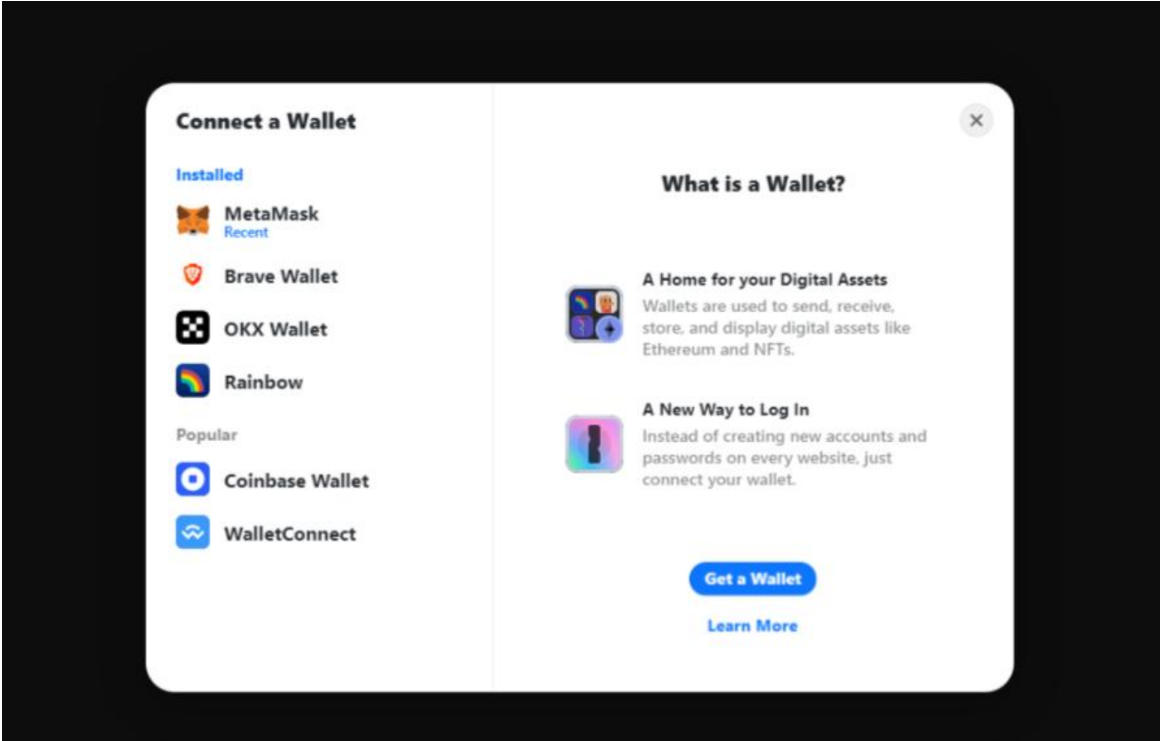 Connect a Wallet
Installed
MetaMask
Recent
Brave Wallet
OKX Wallet
Rainbow
Popular
Coinbase Wallet
WalletConnect
What is a Wallet?
A Home for your Digital Assets
Wallets are used to send, receive,
store, and display digital assets like
Ethereum and NFTs.
A New Way to Log In
Instead of creating new accounts and
passwords on every website, just
connect your wallet.
Get a Wallet
Learn More